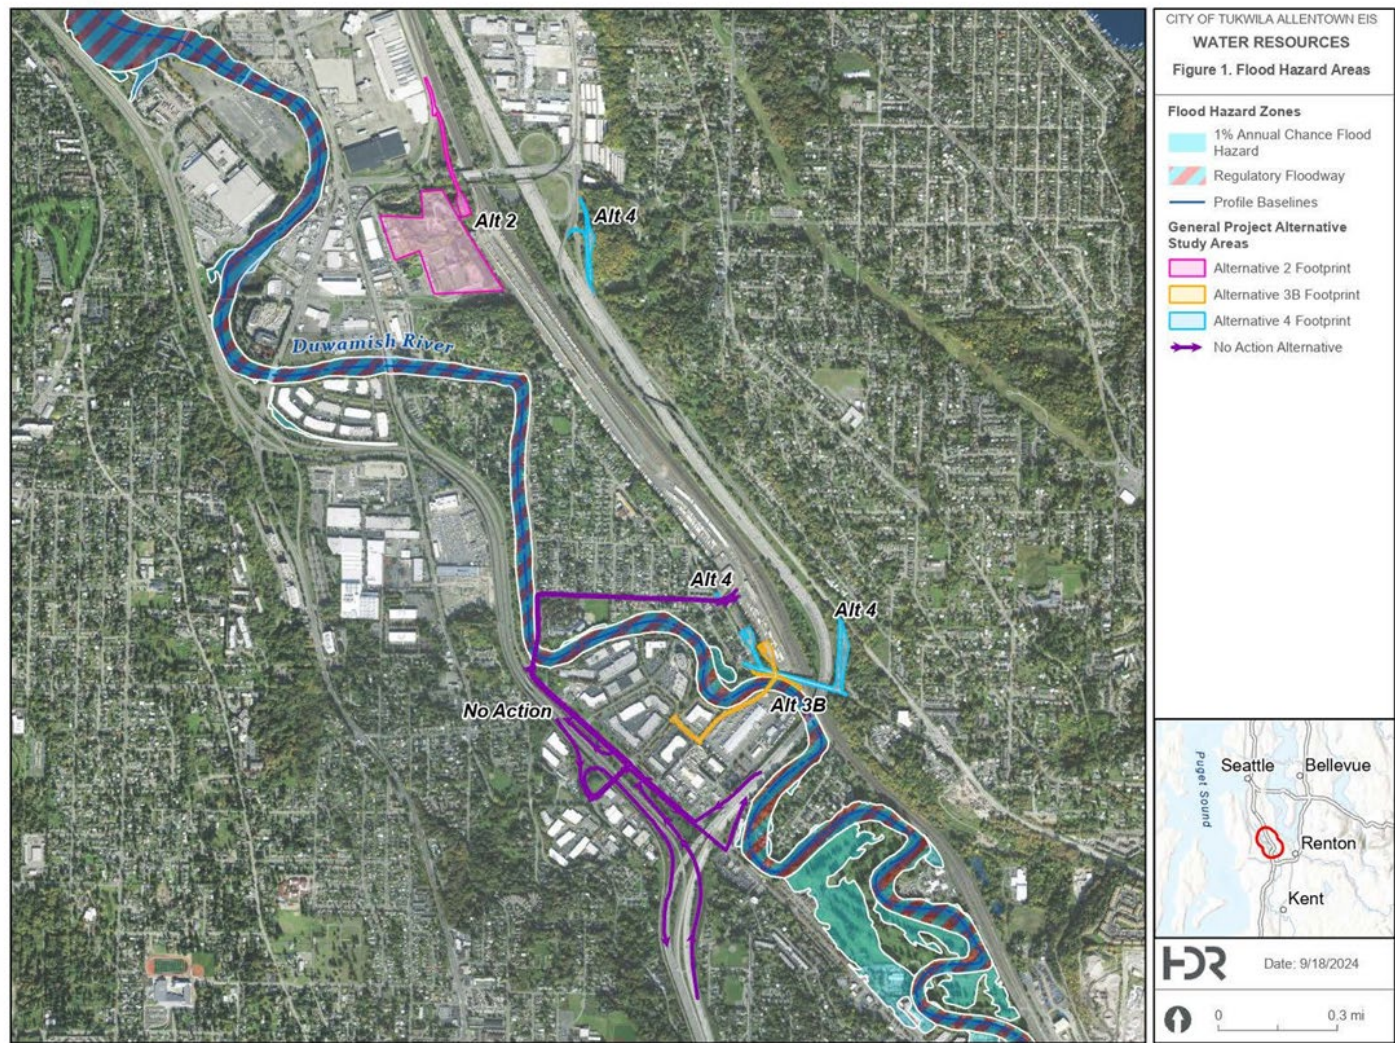 Alt 2
Alt 4
Duwamish River
Alt 4
Alt 4
Alt 3B
No Action
CITY OF TUKWILA ALLENTOWN EIS
WATER RESOURCES
Figure 1. Flood Hazard Areas
Flood Hazard Zones
1% Annual Chance Flood
Hazard
Regulatory Floodway
Profile Baselines
General Project Alternative
Study Areas
Alternative 2 Footprint
Alternative 3B Footprint
Alternative 4 Footprint
No Action Alternative
Puget Sound
Seattle
Bellevue
Renton
Kent
HDR
Date: 9/18/2024
0 0.3 mi